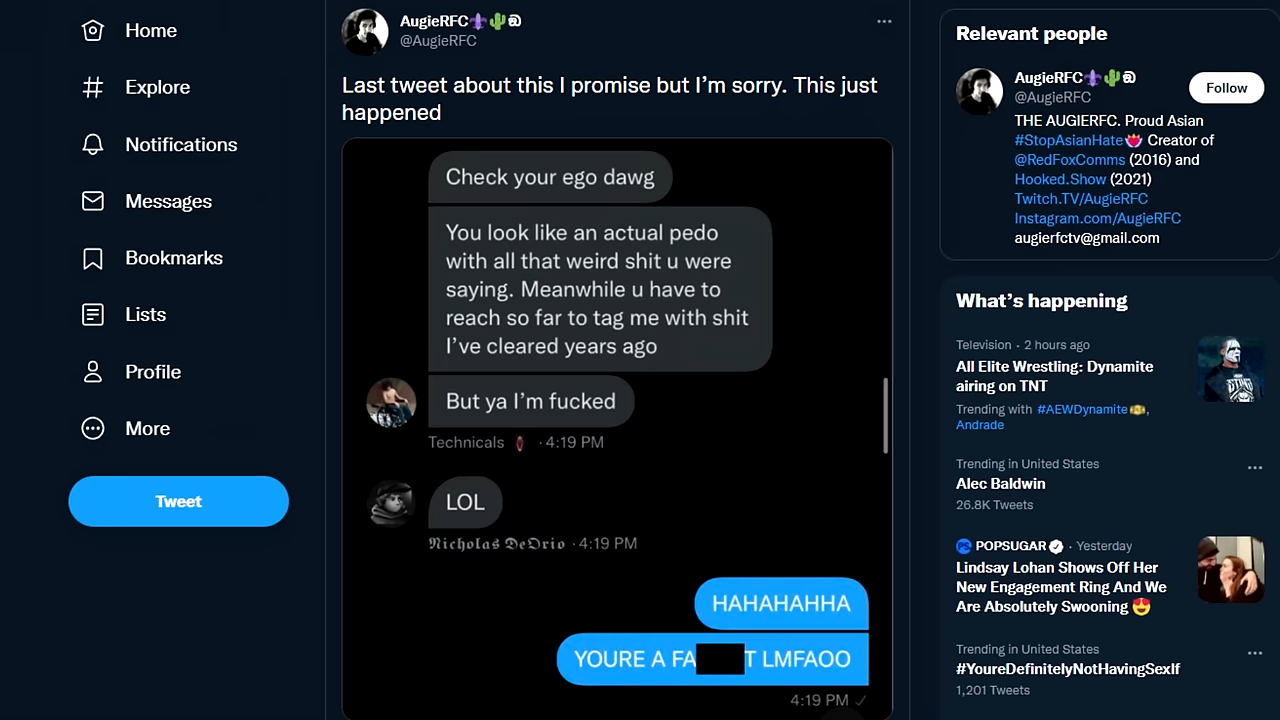 Home
Explore
Notifications
Messages
Bookmarks
Lists
Profile
More
Tweet
AugieRFC
@AugieRFC
Last tweet about this I promise but I'm sorry. This just
happened
Check your ego dawg
You look like an actual pedo
with all that weird shit u were
saying. Meanwhile u have to
reach so far to tag me with shit
I've cleared years ago
But ya I'm fucked
Technicals · 4:19 PM
LOL
𝔑𝔦𝔠𝔥𝔬𝔩𝔞𝔰 𝔇𝔢𝔒𝔯𝔦𝔬 · 4:19 PM
HAHAHAHHA
YOURE A FA T LMFAOO
4:19 PM
Relevant people
AugieRFC
@AugieRFC
Follow
THE AUGIERFC. Proud Asian
#StopAsianHate Creator of
@RedFoxComms (2016) and
Hooked.Show (2021)
Twitch.TV/AugieRFC
Instagram.com/AugieRFC
augierfctv@gmail.com
What's happening
Television · 2 hours ago
All Elite Wrestling: Dynamite
airing on TNT
Trending with #AEWDynamite,
Andrade
Trending in United States
Alec Baldwin
26.8K Tweets
POPSUGAR · Yesterday
Lindsay Lohan Shows Off Her
New Engagement Ring And We
Are Absolutely Swooning 😍
Trending in United States
#YoureDefinitelyNotHavingSexIf
1,201 Tweets